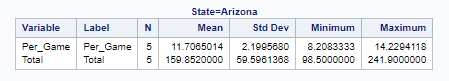 State=Arizona
Variable Label N Mean Std Dev Minimum Maximum
Per_Game Per_Game 5 11.7065014 2.1995680 8.2083333 14.2294118
Total Total 5 159.8520000 59.5961368 98.5000000 241.9000000